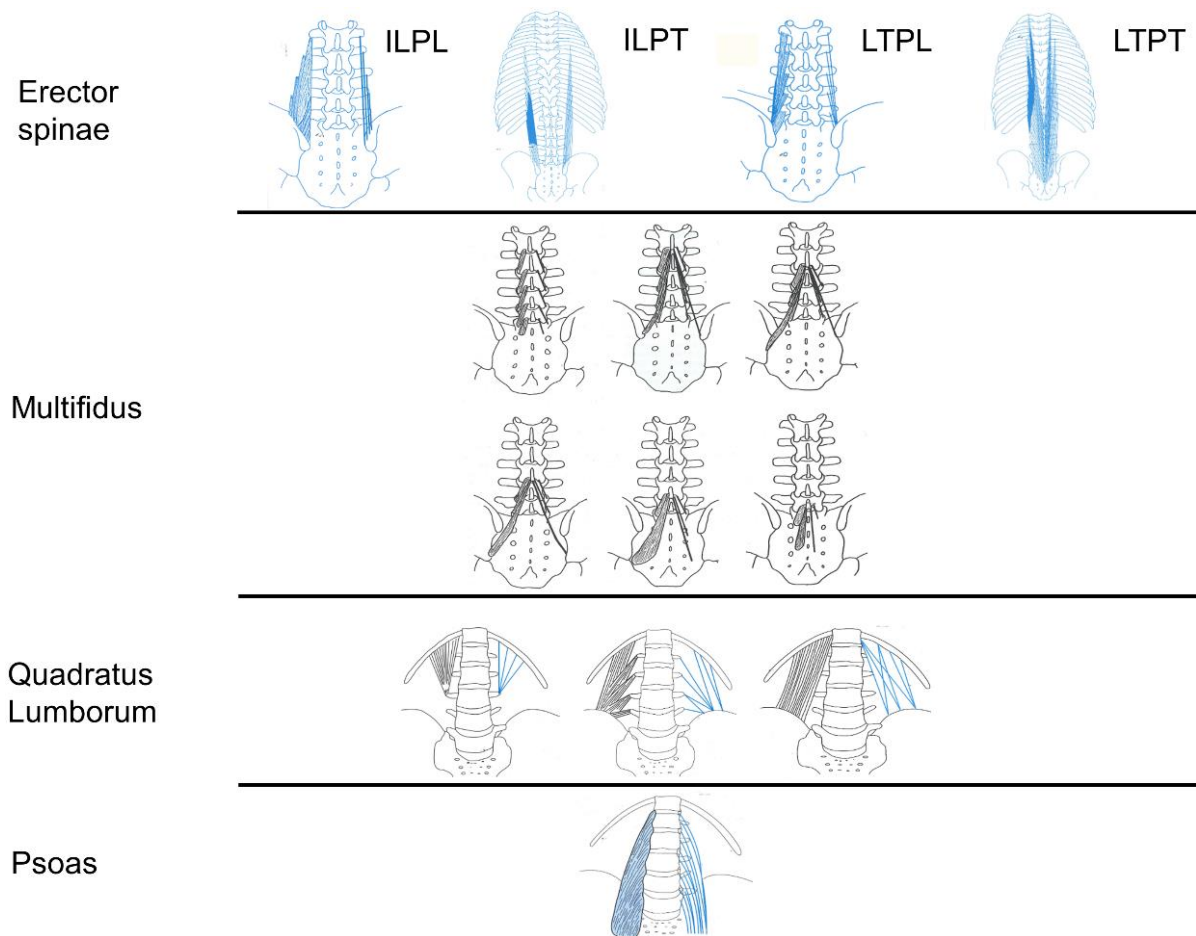 ILPL
ILPT
LTPL
LTPT
Erector
spinae
Multifidus
Quadratus
Lumborum
Psoas